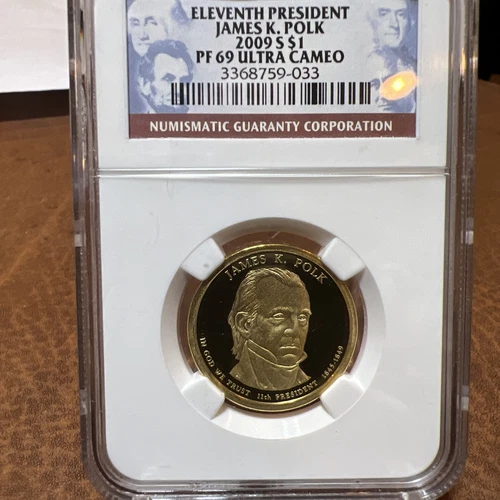 ELEVENTH PRESIDENT
JAMES K. POLK
2009 S $1
PF 69 ULTRA CAMEO
3368759-033
NUMISMATIC GUARANTY CORPORATION
JAMES K. POLK
IN GOD WE TRUST 11th PRESIDENT 1845-1849